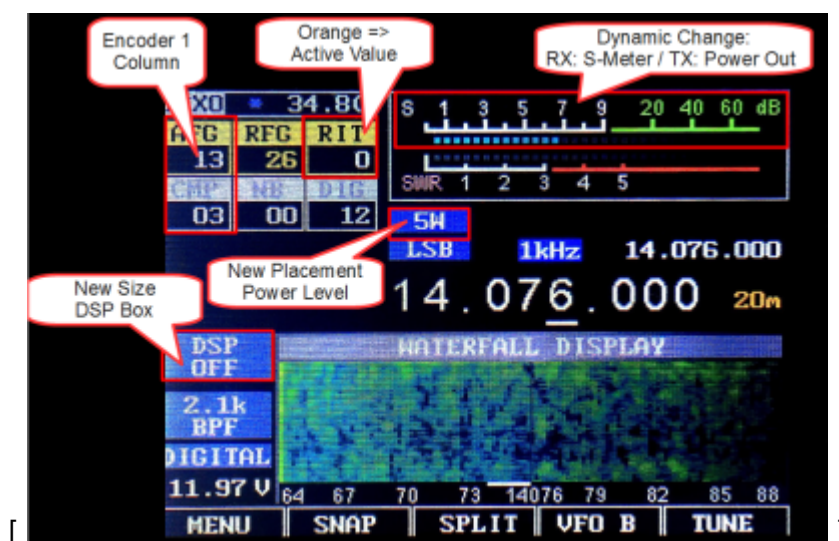 Encoder 1
Column
Orange =>
Active Value
Dynamic Change:
RX: S-Meter / TX: Power Out
34.80
S 1 3 5 7 9 20 40 60 dB
AFG RFG RIT
13 26 0
SWR 1 2 3 4 5
CMP NB DIG
03 00 12
5W
LSB 1kHz 14.076.000
New Placement
Power Level
14.076.000 20m
New Size
DSP Box
DSP
OFF
WATERFALL DISPLAY
2.1k
BPF
DIGITAL
11.97 V
64 67 70 73 14076 79 82 85 88
MENU SNAP SPLIT VFO B TUNE
[